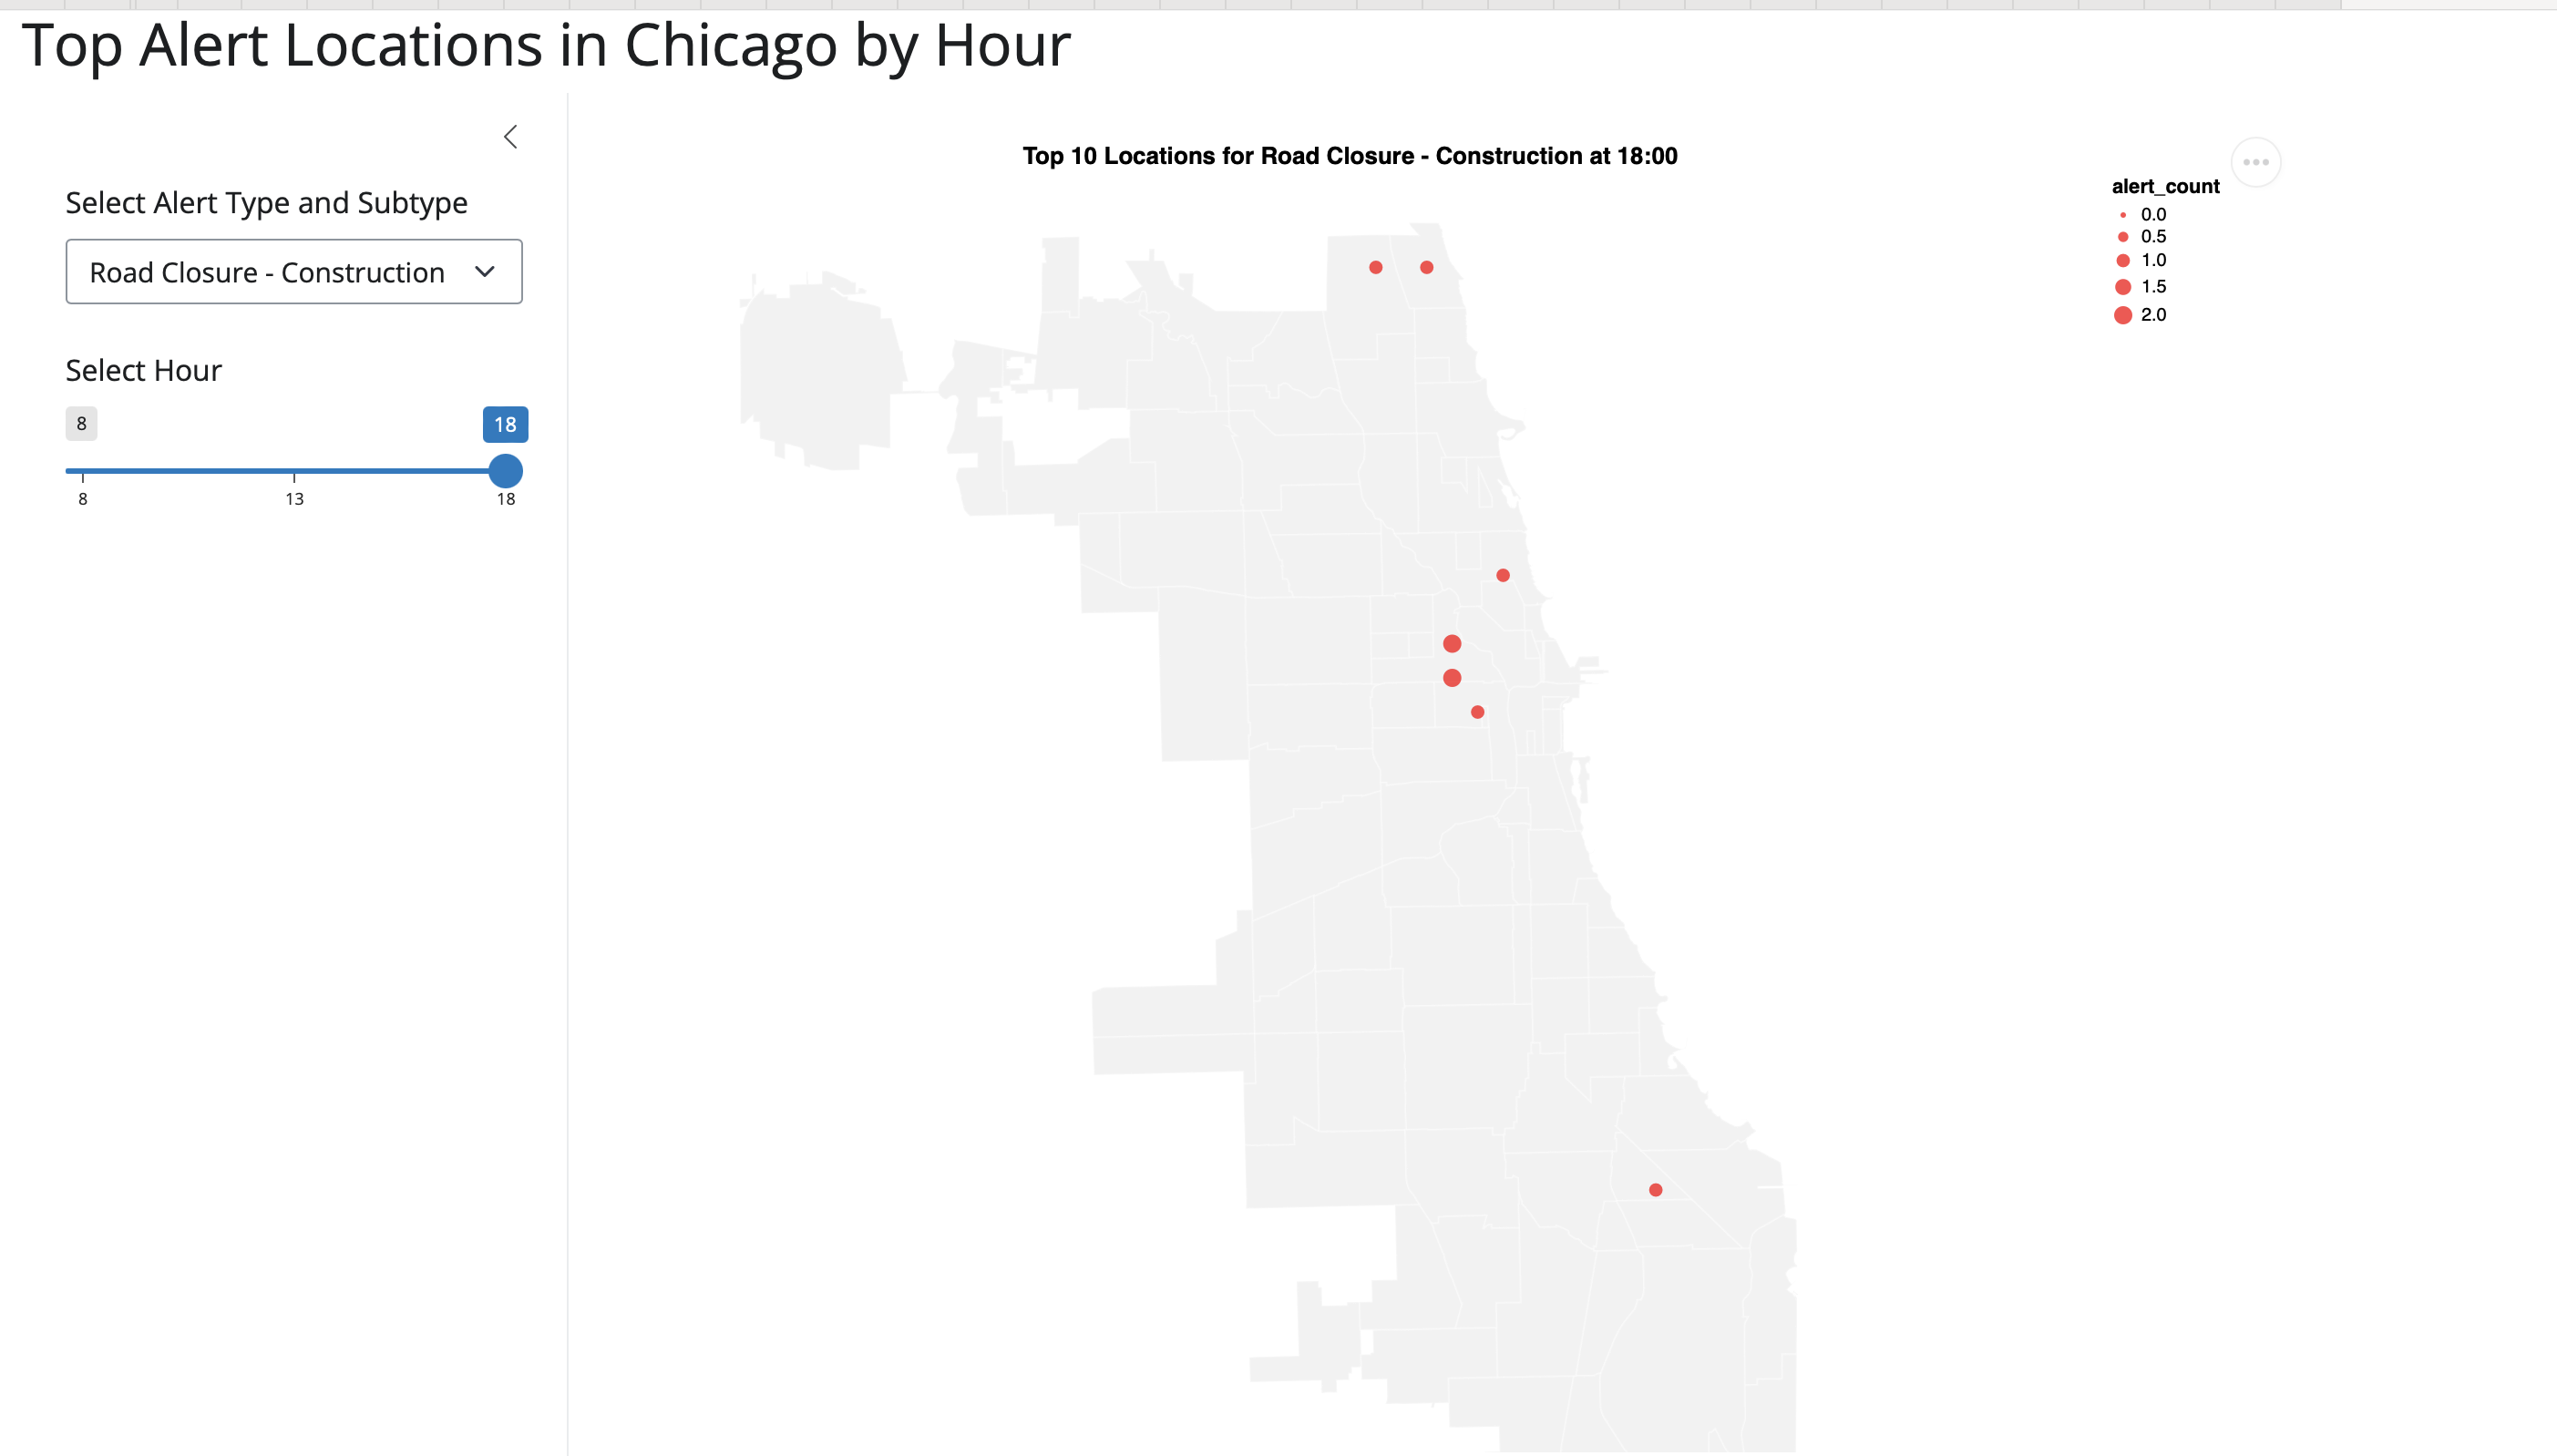 Top Alert Locations in Chicago by Hour
Select Alert Type and Subtype
Road Closure - Construction
Select Hour
8
18
8
13
18
Top 10 Locations for Road Closure - Construction at 18:00
alert_count
0.0
0.5
1.0
1.5
2.0